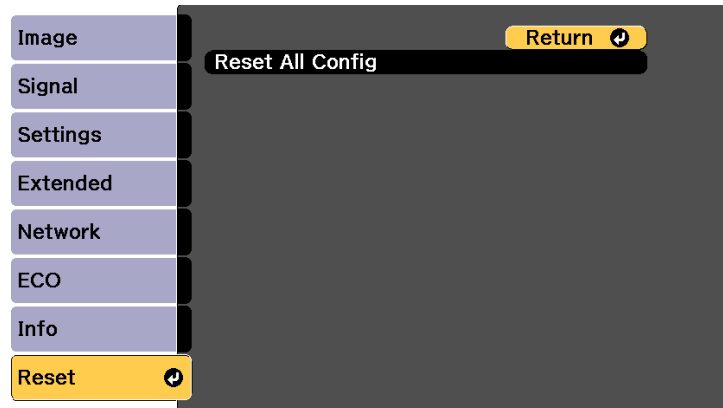 Image
Signal
Settings
Extended
Network
ECO
Info
Reset
Return
Reset All Config